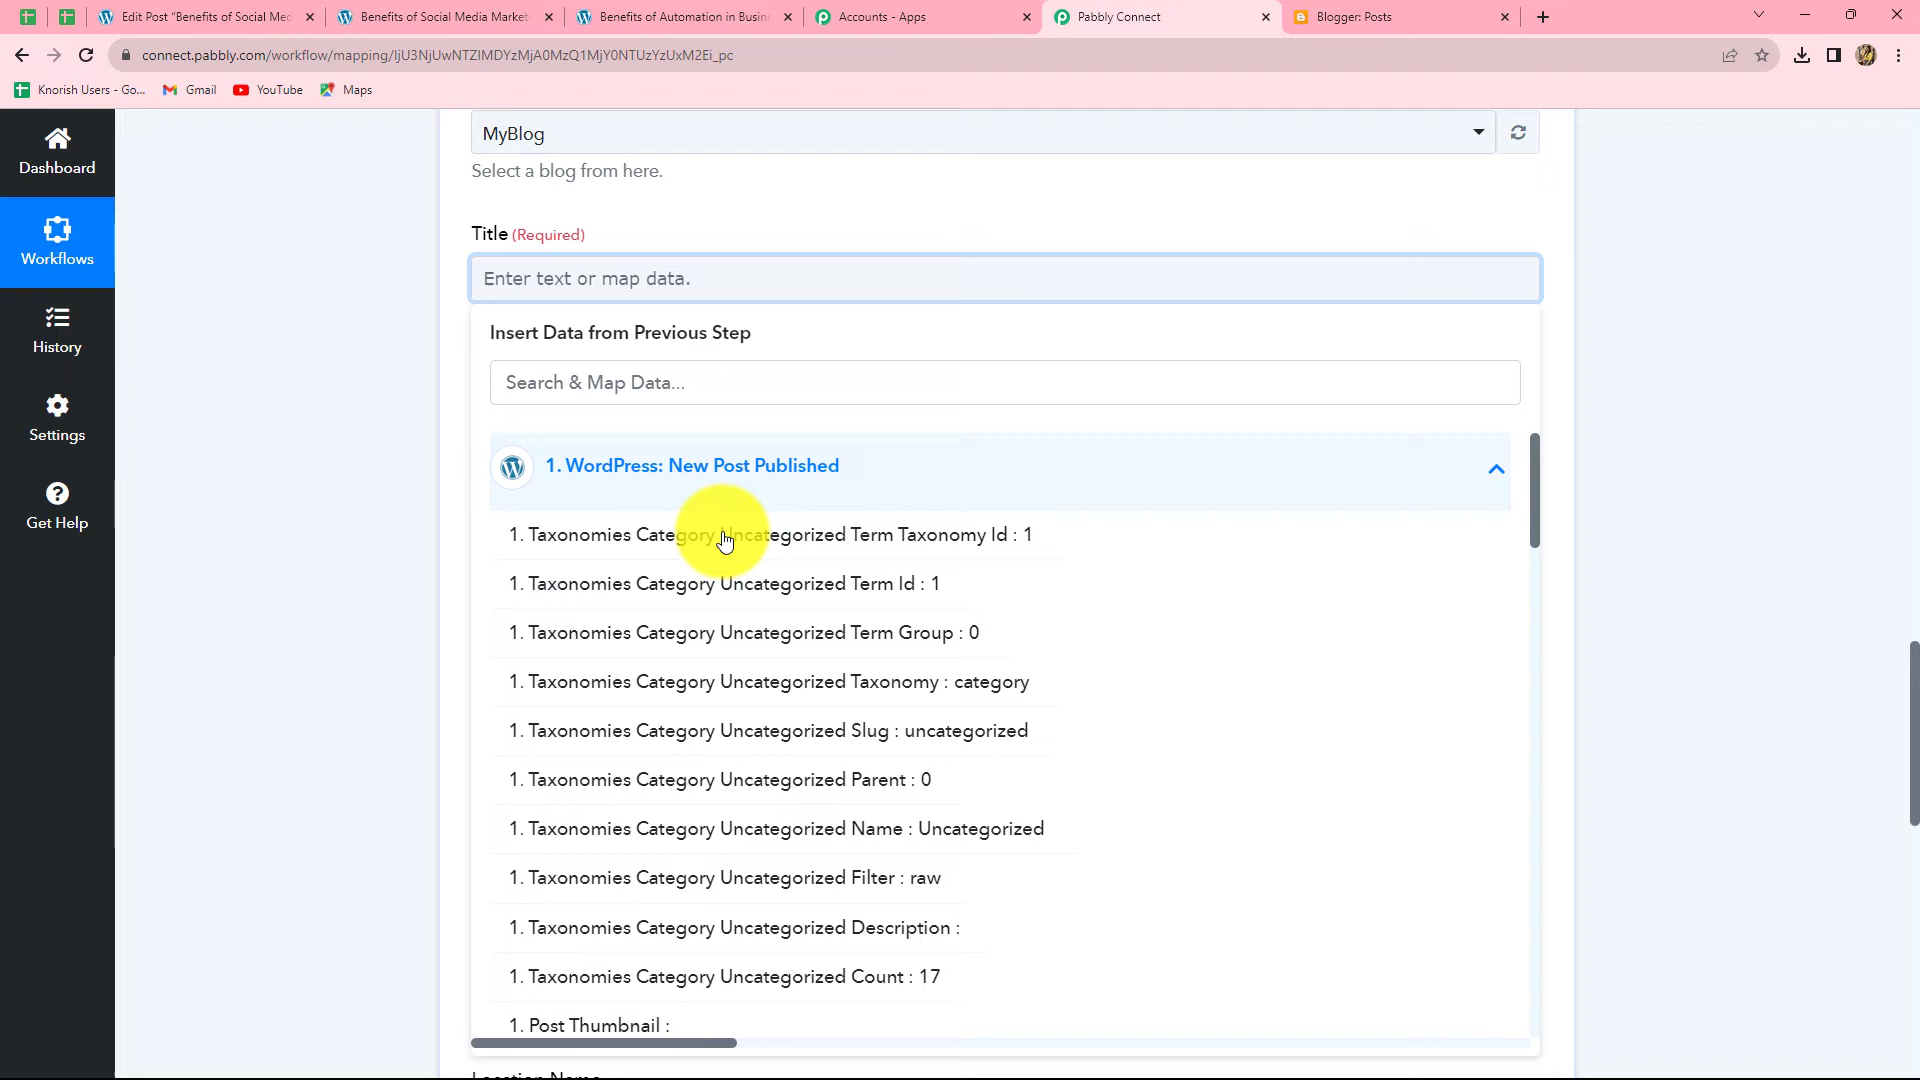 Edit Post "Benefits of Social Med
Benefits of Social Media Market
Benefits of Automation in Busin
Accounts - Apps
Pabbly Connect
Blogger: Posts
connect.pabbly.com/workflow/mapping/IjU3NjUwNTZlMDYzMjA0MzQ1MjY0NTUzYzUxM2Ei_pc
Knorish Users - Go...
Gmail
YouTube
Maps
Dashboard
Workflows
History
Settings
Get Help
MyBlog
Select a blog from here.
Title (Required)
Enter text or map data.
Insert Data from Previous Step
Search & Map Data...
1. WordPress: New Post Published
1. Taxonomies Category Uncategorized Term Taxonomy Id : 1
1. Taxonomies Category Uncategorized Term Id : 1
1. Taxonomies Category Uncategorized Term Group : 0
1. Taxonomies Category Uncategorized Taxonomy : category
1. Taxonomies Category Uncategorized Slug : uncategorized
1. Taxonomies Category Uncategorized Parent : 0
1. Taxonomies Category Uncategorized Name : Uncategorized
1. Taxonomies Category Uncategorized Filter : raw
1. Taxonomies Category Uncategorized Description :
1. Taxonomies Category Uncategorized Count : 17
1. Post Thumbnail :
Location Name